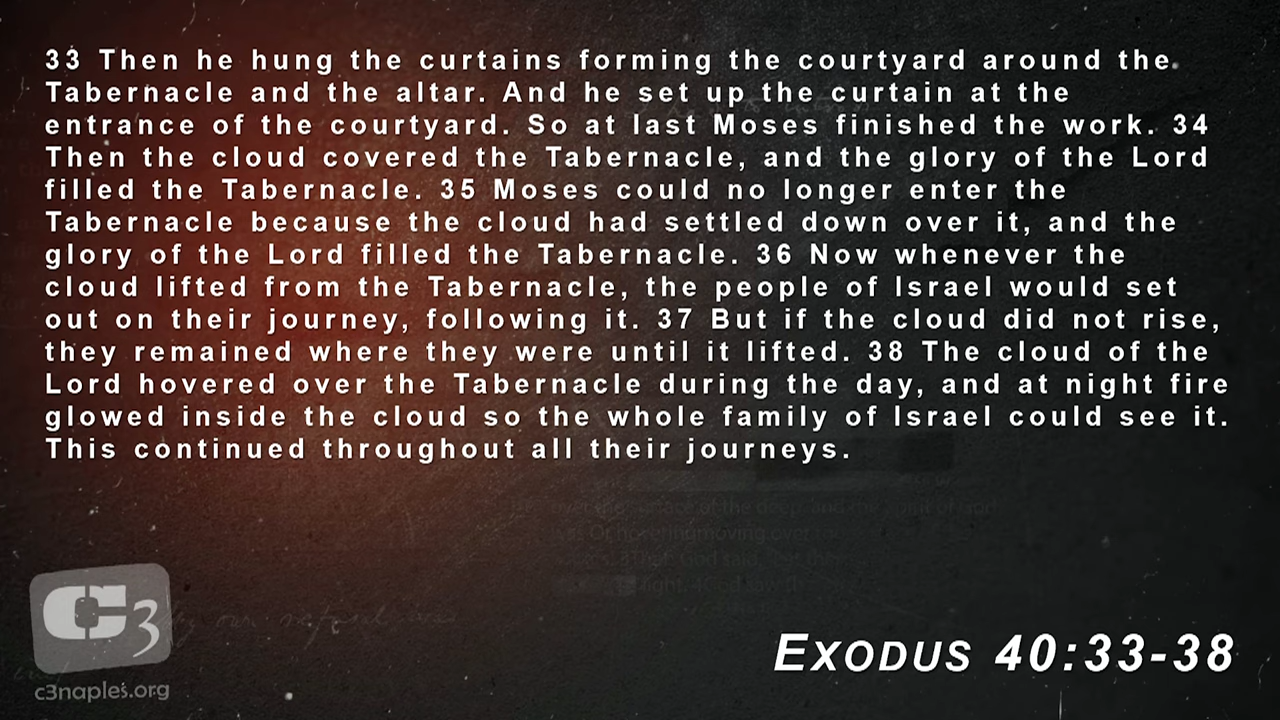 33 Then he hung the curtains forming the courtyard around the
Tabernacle and the altar. And he set up the curtain at the
entrance of the courtyard. So at last Moses finished the work. 34
Then the cloud covered the Tabernacle, and the glory of the Lord
filled the Tabernacle. 35 Moses could no longer enter the
Tabernacle because the cloud had settled down over it, and the
glory of the Lord filled the Tabernacle. 36 Now whenever the
cloud lifted from the Tabernacle, the people of Israel would set
out on their journey, following it. 37 But if the cloud did not rise,
they remained where they were until it lifted. 38 The cloud of the
Lord hovered over the Tabernacle during the day, and at night fire
glowed inside the cloud so the whole family of Israel could see it.
This continued throughout all their journeys.
C3
c3naples.org
EXODUS 40:33-38